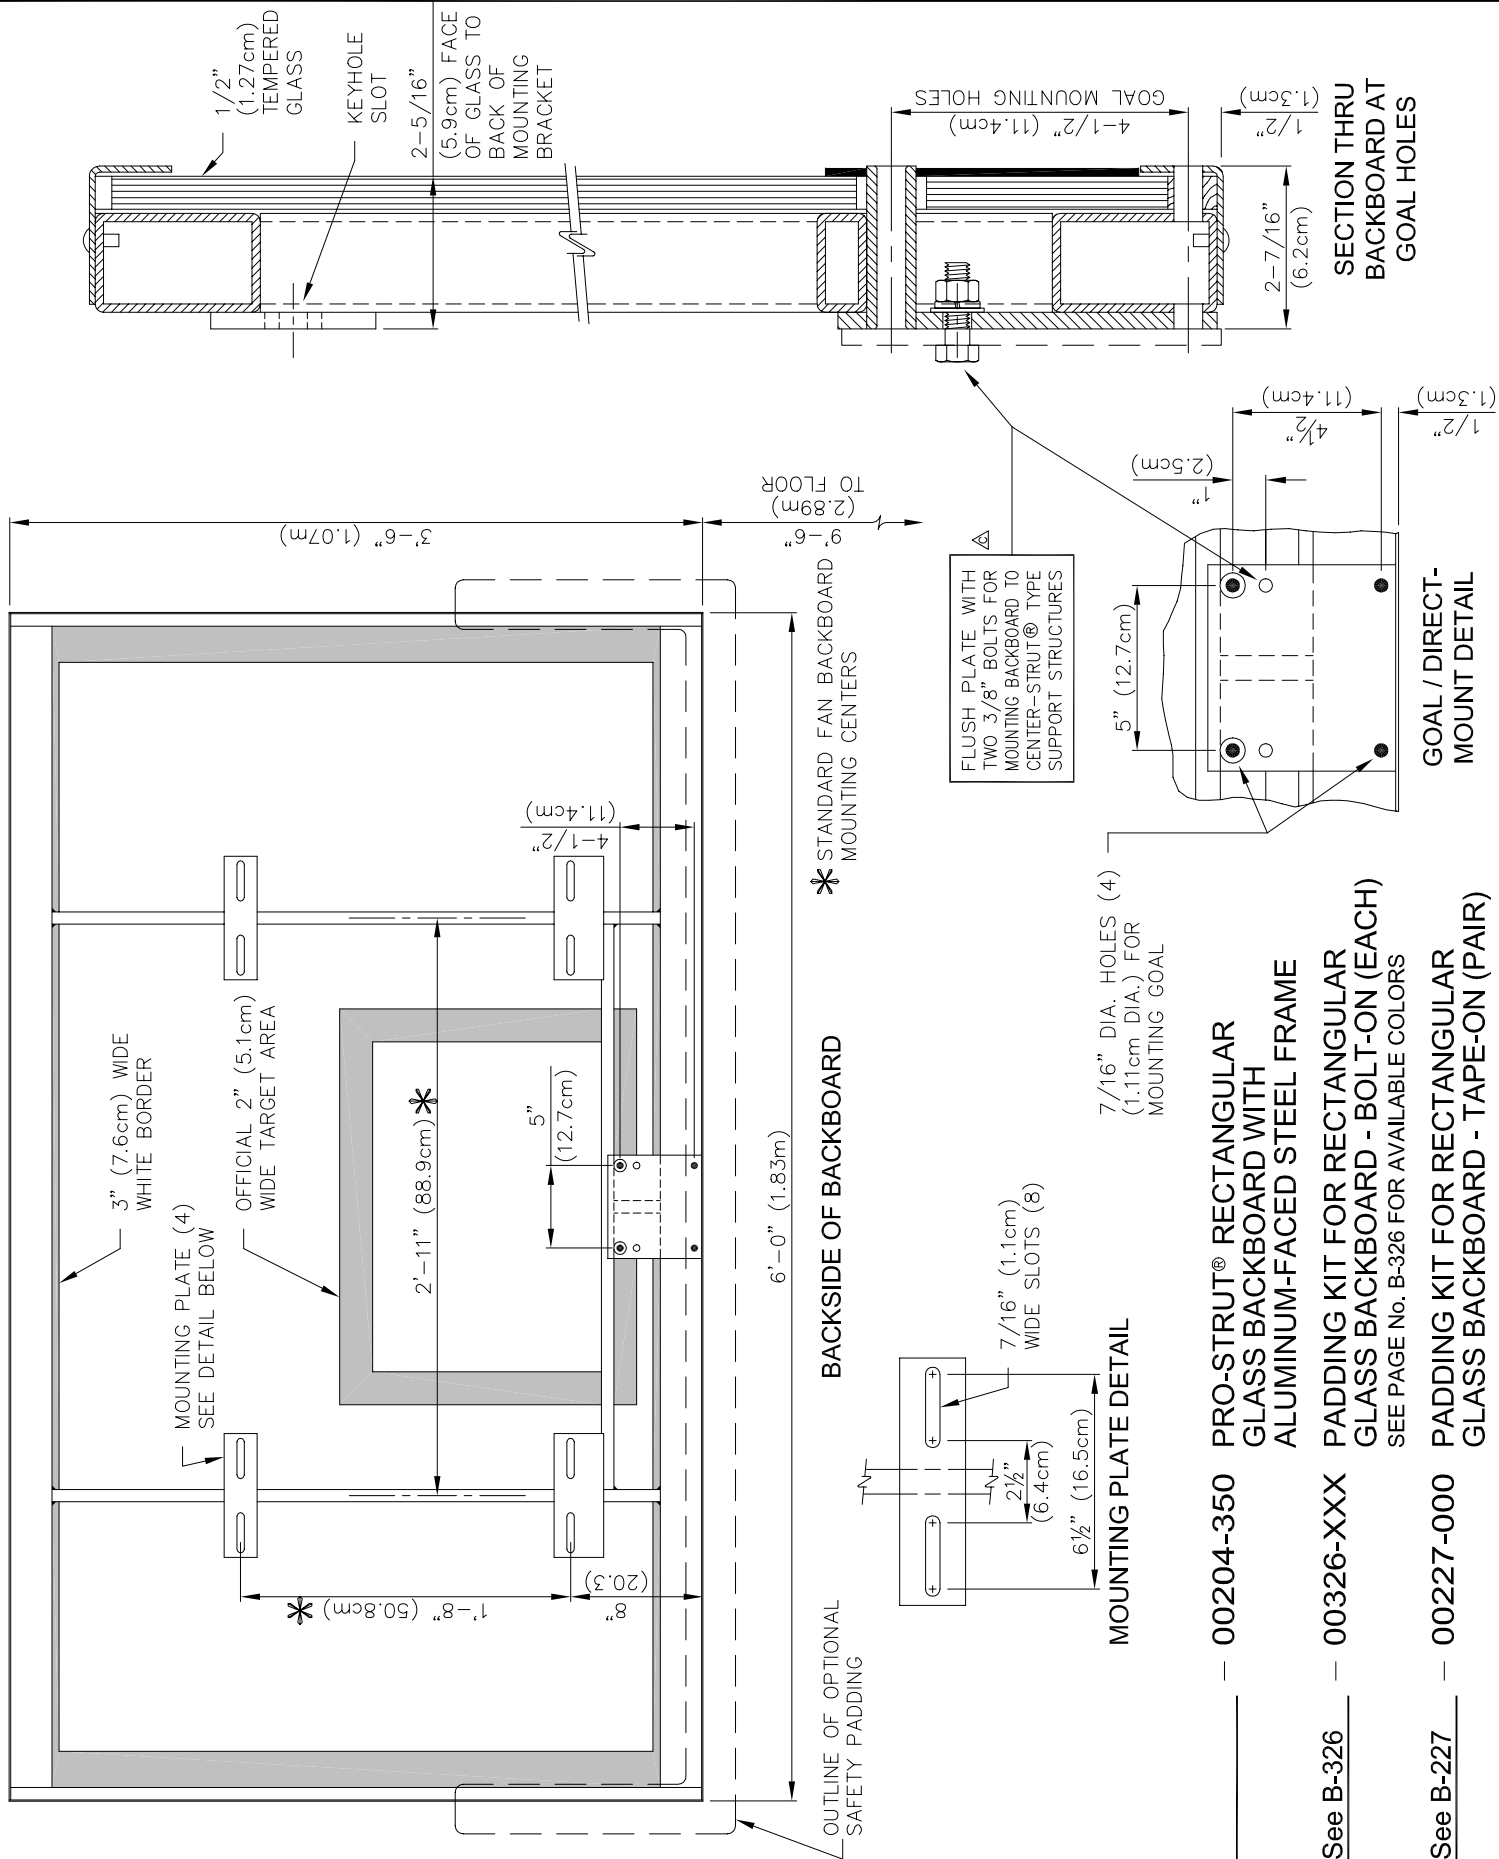 3" (7.6cm) WIDE
WHITE BORDER
MOUNTING PLATE (4)
SEE DETAIL BELOW
OFFICIAL 2" (5.1cm)
WIDE TARGET AREA
2'-11" (88.9cm) *
5"
(12.7cm)
4-1/2"
(11.4cm)
1'-8" (50.8cm) *
8"
(20.3)
3'-6" (1.07m)
9'-6"
(2.89m)
TO FLOOR
6'-0" (1.83m)
OUTLINE OF OPTIONAL
SAFETY PADDING
BACKSIDE OF BACKBOARD
* STANDARD FAN BACKBOARD
MOUNTING CENTERS
1/2"
(1.27cm)
TEMPERED
GLASS
KEYHOLE
SLOT
2-5/16"
(5.9cm) FACE
OF GLASS TO
BACK OF
MOUNTING
BRACKET
4-1/2" (11.4cm)
GOAL MOUNTING HOLES
1/2"
(1.3cm)
2-7/16"
(6.2cm)
SECTION THRU
BACKBOARD AT
GOAL HOLES
7/16" (1.1cm)
WIDE SLOTS (8)
2½"
(6.4cm)
6½" (16.5cm)
MOUNTING PLATE DETAIL
FLUSH PLATE WITH
TWO 3/8" BOLTS FOR
MOUNTING BACKBOARD TO
CENTER-STRUT® TYPE
SUPPORT STRUCTURES
C
7/16" DIA. HOLES (4)
(1.11cm DIA.) FOR
MOUNTING GOAL
5" (12.7cm)
1"
(2.5cm)
4½"
(11.4cm)
1/2"
(1.3cm)
GOAL / DIRECT-
MOUNT DETAIL
— 00204-350 PRO-STRUT® RECTANGULAR
GLASS BACKBOARD WITH
ALUMINUM-FACED STEEL FRAME
See B-326 — 00326-XXX PADDING KIT FOR RECTANGULAR
GLASS BACKBOARD - BOLT-ON (EACH)
SEE PAGE No. B-326 FOR AVAILABLE COLORS
See B-227 — 00227-000 PADDING KIT FOR RECTANGULAR
GLASS BACKBOARD - TAPE-ON (PAIR)